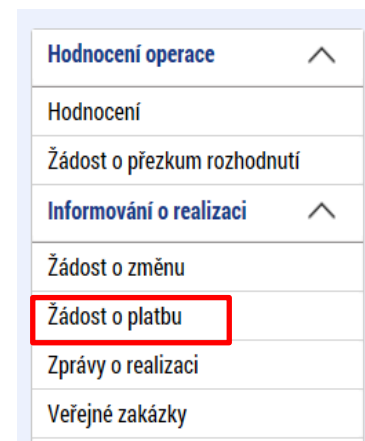 Hodnocení operace
Hodnocení
Žádost o přezkum rozhodnutí
Informování o realizaci
Žádost o změnu
Žádost o platbu
Zprávy o realizaci
Veřejné zakázky